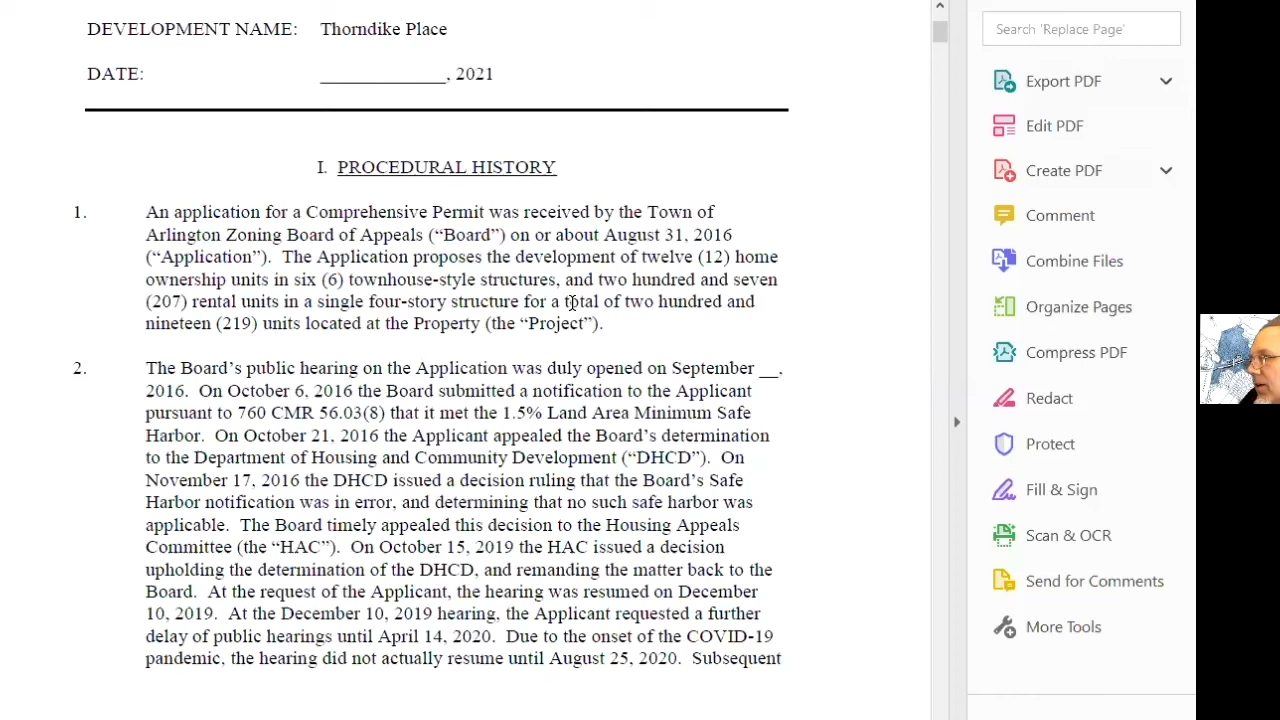 DEVELOPMENT NAME: Thorndike Place
DATE: _____________, 2021
I. PROCEDURAL HISTORY
1. An application for a Comprehensive Permit was received by the Town of
Arlington Zoning Board of Appeals (“Board”) on or about August 31, 2016
(“Application”). The Application proposes the development of twelve (12) home
ownership units in six (6) townhouse-style structures, and two hundred and seven
(207) rental units in a single four-story structure for a total of two hundred and
nineteen (219) units located at the Property (the “Project”).
2. The Board’s public hearing on the Application was duly opened on September __,
2016. On October 6, 2016 the Board submitted a notification to the Applicant
pursuant to 760 CMR 56.03(8) that it met the 1.5% Land Area Minimum Safe
Harbor. On October 21, 2016 the Applicant appealed the Board’s determination
to the Department of Housing and Community Development (“DHCD”). On
November 17, 2016 the DHCD issued a decision ruling that the Board’s Safe
Harbor notification was in error, and determining that no such safe harbor was
applicable. The Board timely appealed this decision to the Housing Appeals
Committee (the “HAC”). On October 15, 2019 the HAC issued a decision
upholding the determination of the DHCD, and remanding the matter back to the
Board. At the request of the Applicant, the hearing was resumed on December
10, 2019. At the December 10, 2019 hearing, the Applicant requested a further
delay of public hearings until April 14, 2020. Due to the onset of the COVID-19
pandemic, the hearing did not actually resume until August 25, 2020. Subsequent
Search 'Replace Page'
Export PDF
Edit PDF
Create PDF
Comment
Combine Files
Organize Pages
Compress PDF
Redact
Protect
Fill & Sign
Scan & OCR
Send for Comments
More Tools